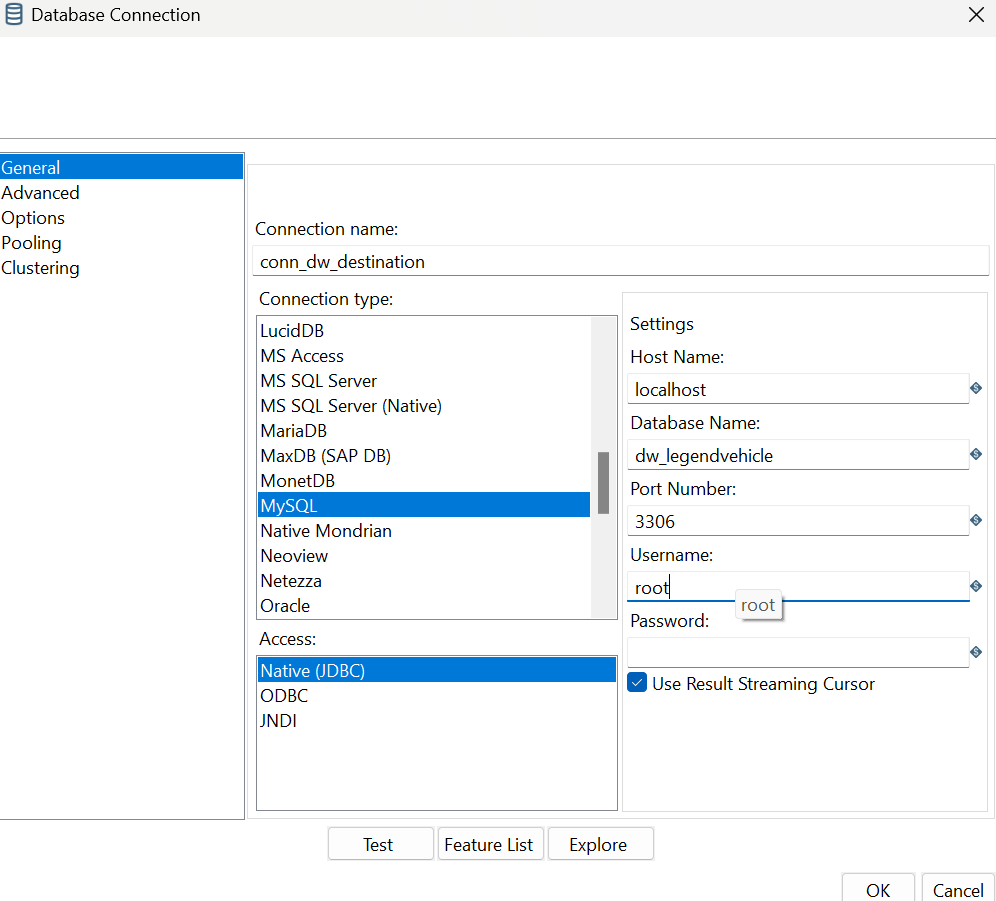 Database Connection
General
Advanced
Options
Pooling
Clustering
Connection name:
conn_dw_destination
Connection type:
LucidDB
MS Access
MS SQL Server
MS SQL Server (Native)
MariaDB
MaxDB (SAP DB)
MonetDB
MySQL
Native Mondrian
Neoview
Netezza
Oracle
Access:
Native (JDBC)
ODBC
JNDI
Settings
Host Name:
localhost
Database Name:
dw_legendvehicle
Port Number:
3306
Username:
root
root
Password:
Use Result Streaming Cursor
Test
Feature List
Explore
OK
Cancel